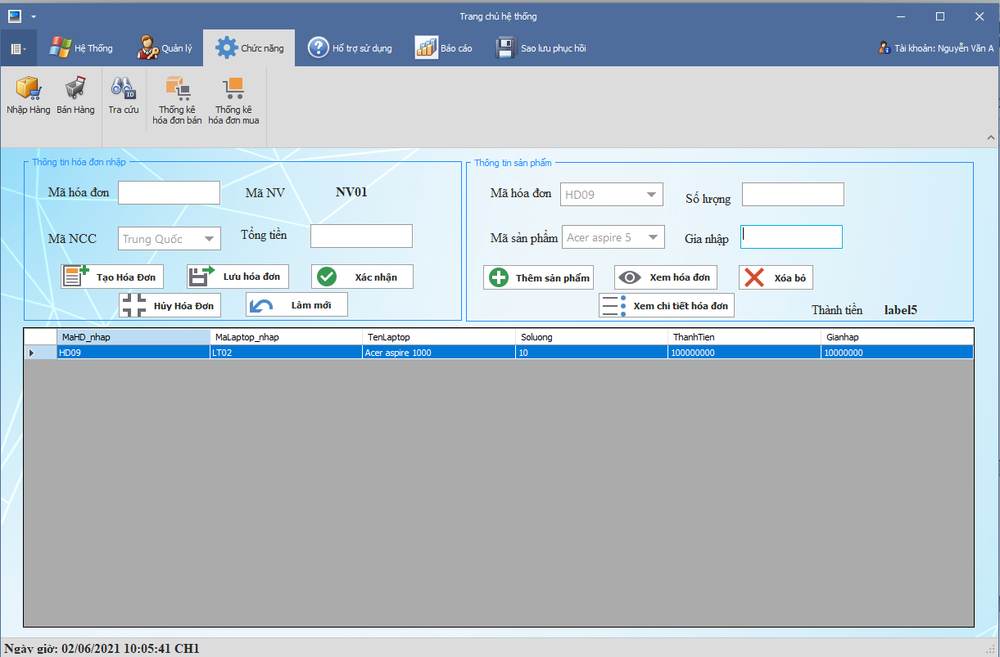 Trang chủ hệ thống
Hệ Thống
Quản lý
Chức năng
Hổ trợ sử dụng
Báo cáo
Sao lưu phục hồi
Tài khoản: Nguyễn Văn A
Nhập Hàng
Bán Hàng
ID
Tra cứu
Thống kê
hóa đơn bán
Thống kê
hóa đơn mua
Thông tin hóa đơn nhập
Mã hóa đơn
Mã NV
NV01
Mã NCC
Trung Quốc
Tổng tiền
Tạo Hóa Đơn
Lưu hóa đơn
Xác nhận
Hủy Hóa Đơn
Làm mới
Thông tin sản phẩm
Mã hóa đơn
HD09
Số lượng
Mã sản phẩm
Acer aspire 5
Gia nhập
Thêm sản phẩm
Xem hóa đơn
Xóa bỏ
Xem chi tiết hóa đơn
Thành tiền
label5
MaHD_nhap MaLaptop_nhap TenLaptop Soluong ThanhTien Gianhap
HD09 LT02 Acer aspire 1000 10 100000000 10000000
Ngày giờ: 02/06/2021 10:05:41 CH1